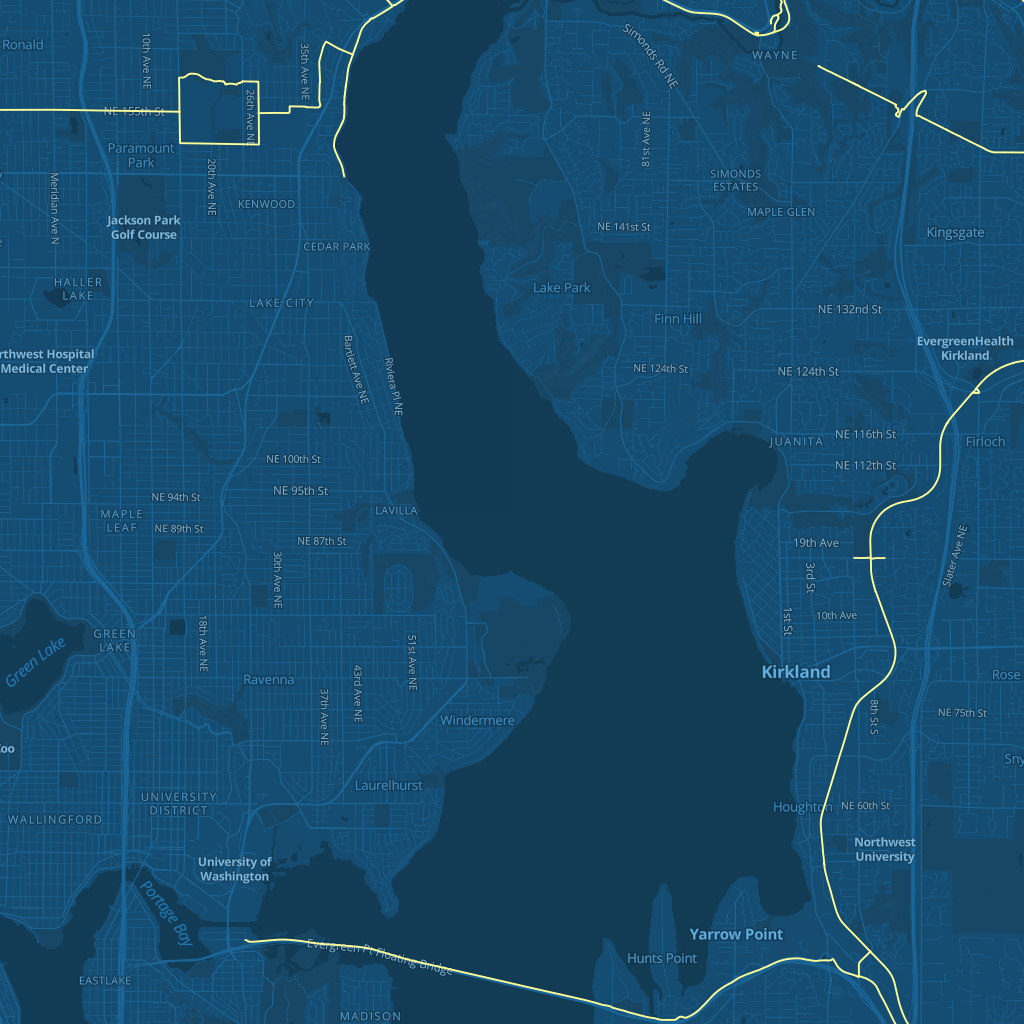 Ronald
10th Ave NE
35th Ave NE
Simonds Rd NE
WAYNE
NE 155th St
26th Ave NE
81st Ave NE
Paramount
Park
20th Ave NE
Meridian Ave N
SIMONDS
ESTATES
KENWOOD
MAPLE GLEN
Jackson Park
Golf Course
NE 141st St
Kingsgate
CEDAR PARK
HALLER
LAKE
Lake Park
LAKE CITY
NE 132nd St
Finn Hill
rthwest Hospital
Medical Center
EvergreenHealth
Kirkland
Bartlett Ave NE
Riviera Pl NE
NE 124th St
NE 124th St
JUANITA
NE 116th St
Firloch
NE 100th St
NE 112th St
NE 95th St
NE 94th St
LAVILLA
MAPLE
LEAF
NE 89th St
NE 87th St
19th Ave
Slater Ave NE
30th Ave NE
3rd St
10th Ave
1st St
18th Ave NE
GREEN
LAKE
Green Lake
51st Ave NE
Kirkland
Rose
Ravenna
43rd Ave NE
37th Ave NE
8th St S
NE 75th St
Windermere
Zoo
Sny
Laurelhurst
UNIVERSITY
DISTRICT
Houghton
NE 60th St
WALLINGFORD
Northwest
University
University of
Washington
Portage Bay
Yarrow Point
Evergreen Pt Floating Bridge
Hunts Point
EASTLAKE
MADISON